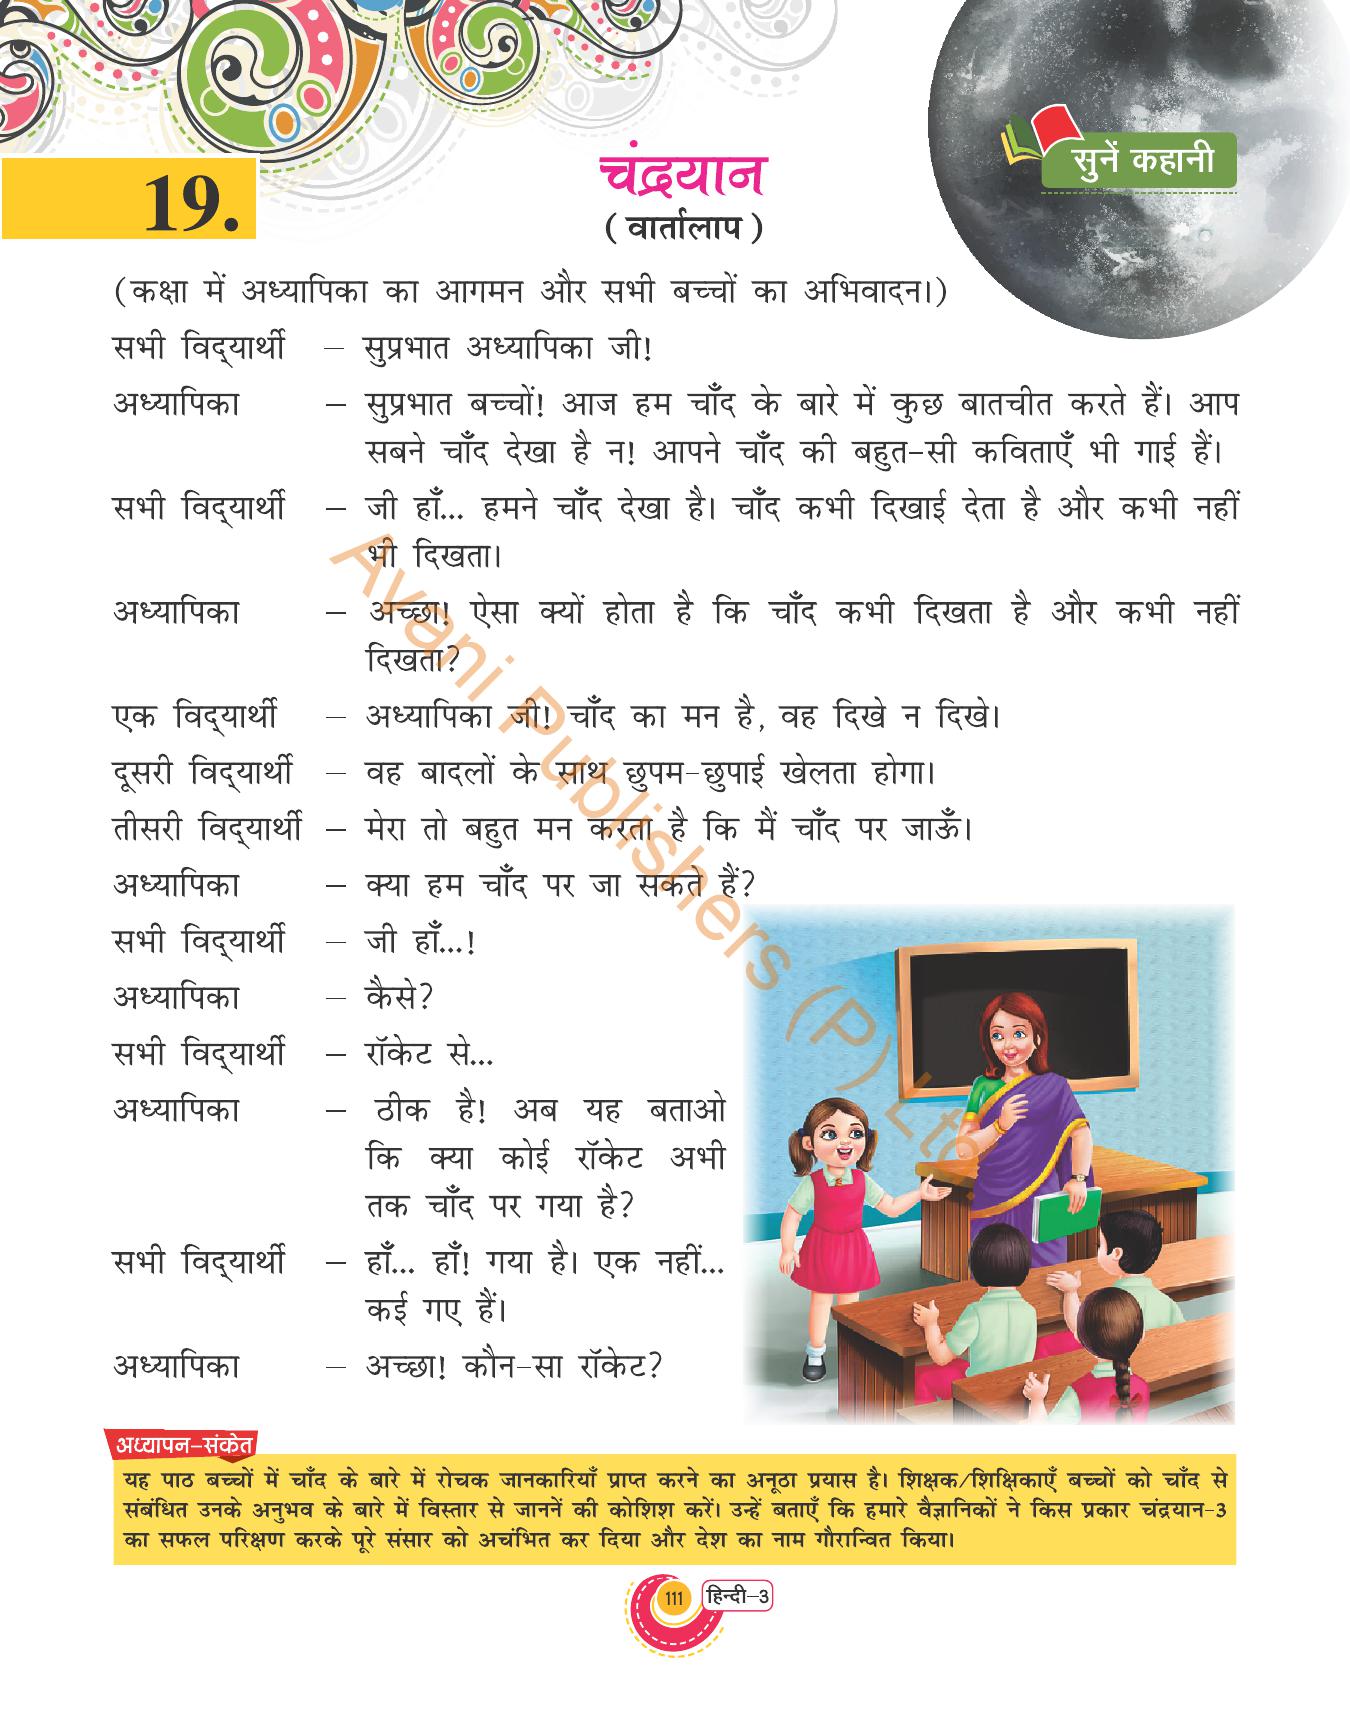 19.
चंद्रयान
( वार्तालाप )
सुनें कहानी
(कक्षा में अध्यापिका का आगमन और सभी बच्चों का अभिवादन।)
सभी विद्‌यार्थी – सुप्रभात अध्यापिका जी!
अध्यापिका – सुप्रभात बच्चों! आज हम चाँद के बारे में कुछ बातचीत करते हैं। आप
सबने चाँद देखा है न! आपने चाँद की बहुत-सी कविताएँ भी गाई हैं।
सभी विद्‌यार्थी – जी हाँ... हमने चाँद देखा है। चाँद कभी दिखाई देता है और कभी नहीं
भी दिखता।
अध्यापिका – अच्छा! ऐसा क्यों होता है कि चाँद कभी दिखता है और कभी नहीं
दिखता?
एक विद्‌यार्थी – अध्यापिका जी! चाँद का मन है, वह दिखे न दिखे।
दूसरी विद्‌यार्थी – वह बादलों के साथ छुपम-छुपाई खेलता होगा।
तीसरी विद्‌यार्थी – मेरा तो बहुत मन करता है कि मैं चाँद पर जाऊँ।
अध्यापिका – क्या हम चाँद पर जा सकते हैं?
सभी विद्‌यार्थी – जी हाँ...!
अध्यापिका – कैसे?
सभी विद्‌यार्थी – रॉकेट से...
अध्यापिका – ठीक है! अब यह बताओ
कि क्या कोई रॉकेट अभी
तक चाँद पर गया है?
सभी विद्‌यार्थी – हाँ... हाँ! गया है। एक नहीं...
कई गए हैं।
अध्यापिका – अच्छा! कौन-सा रॉकेट?
Avani Publishers (P) Ltd.
अध्यापन-संकेत
यह पाठ बच्चों में चाँद के बारे में रोचक जानकारियाँ प्राप्त करने का अनूठा प्रयास है। शिक्षक/शिक्षिकाएँ बच्चों को चाँद से
संबंधित उनके अनुभव के बारे में विस्तार से जाननें की कोशिश करें। उन्हें बताएँ कि हमारे वैज्ञानिकों ने किस प्रकार चंद्रयान-3
का सफल परिक्षण करके पूरे संसार को अचंभित कर दिया और देश का नाम गौरान्वित किया।
111
हिन्दी-3